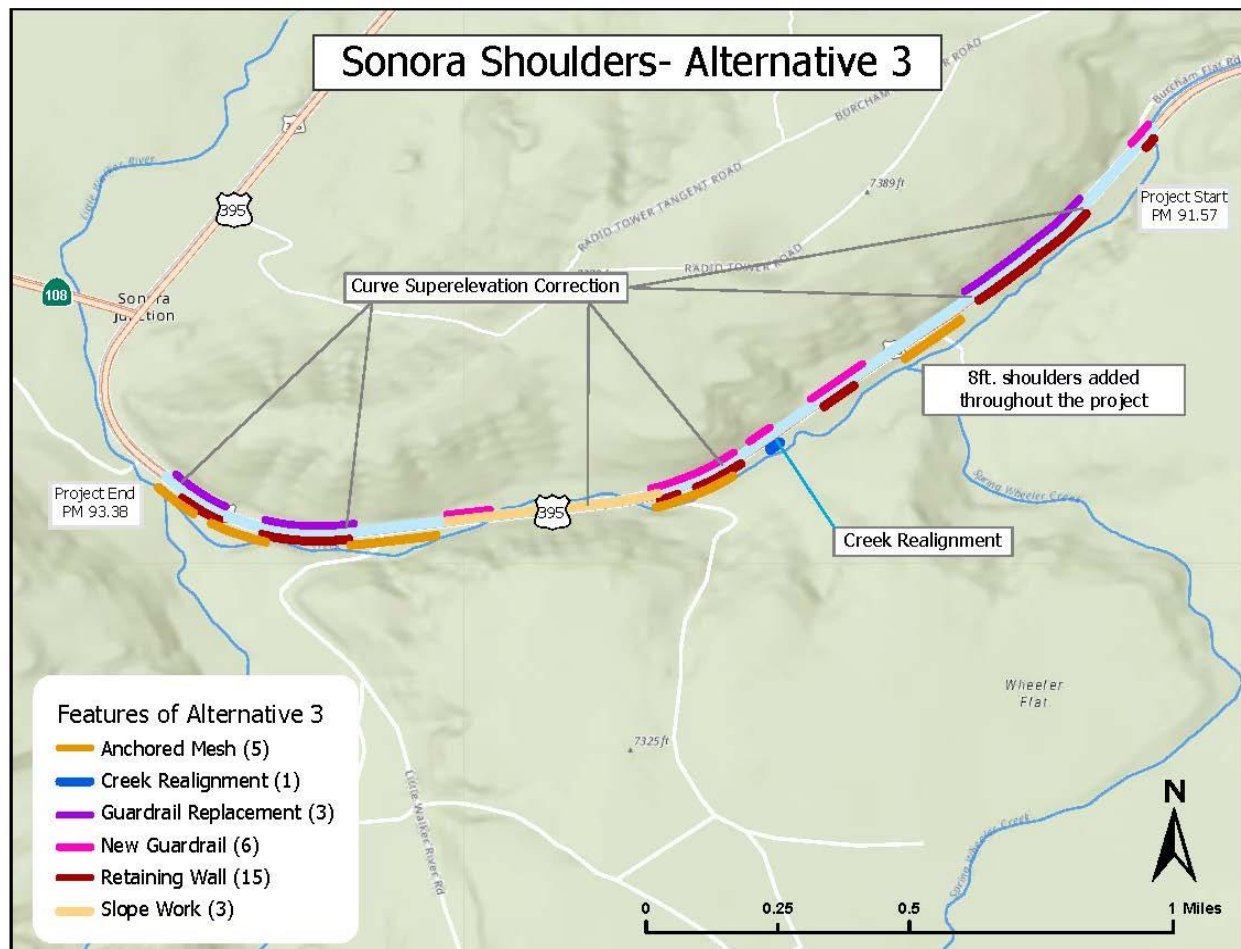 Sonora Shoulders- Alternative 3
Burcham Flat Rd
BURCHAM
RADIO TOWER TANGENT ROAD
7389 ft
RADIO TOWER ROAD
Little Walker River
395
108
Sonora
Junction
Curve Superelevation Correction
Project Start
PM 91.57
8ft. shoulders added
throughout the project
Project End
PM 93.38
395
Creek Realignment
Spring Wheeler Creek
Wheeler
Flat
7325 ft
Little Walker River Rd
Spring Wheeler Creek
Features of Alternative 3
Anchored Mesh (5)
Creek Realignment (1)
Guardrail Replacement (3)
New Guardrail (6)
Retaining Wall (15)
Slope Work (3)
N
0
0.25
0.5
1 Miles